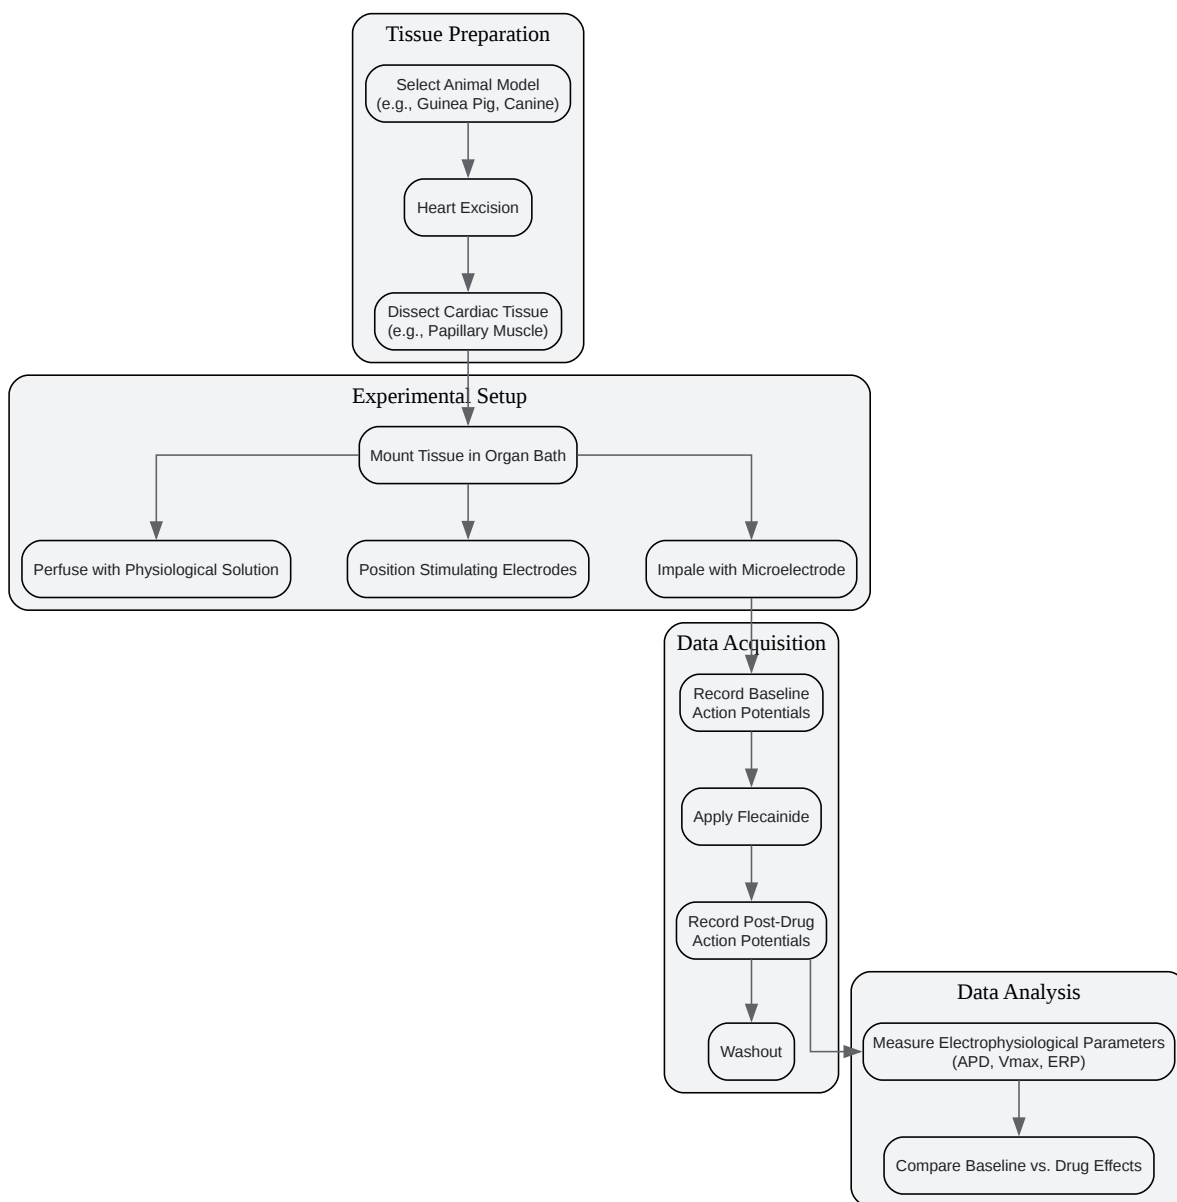 Tissue Preparation
Select Animal Model
(e.g., Guinea Pig, Canine)
Heart Excision
Dissect Cardiac Tissue
(e.g., Papillary Muscle)
Experimental Setup
Mount Tissue in Organ Bath
Perfuse with Physiological Solution
Position Stimulating Electrodes
Impale with Microelectrode
Data Acquisition
Record Baseline
Action Potentials
Apply Flecainide
Record Post-Drug
Action Potentials
Washout
Data Analysis
Measure Electrophysiological Parameters
(APD, Vmax, ERP)
Compare Baseline vs. Drug Effects